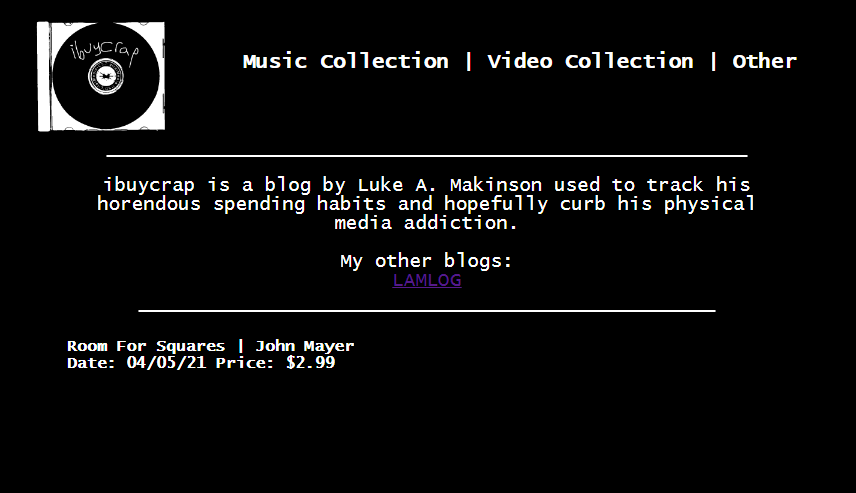 ibuycrap
Music Collection | Video Collection | Other
ibuycrap is a blog by Luke A. Makinson used to track his
horendous spending habits and hopefully curb his physical
media addiction.
My other blogs:
LAMLOG
Room For Squares | John Mayer
Date: 04/05/21 Price: $2.99